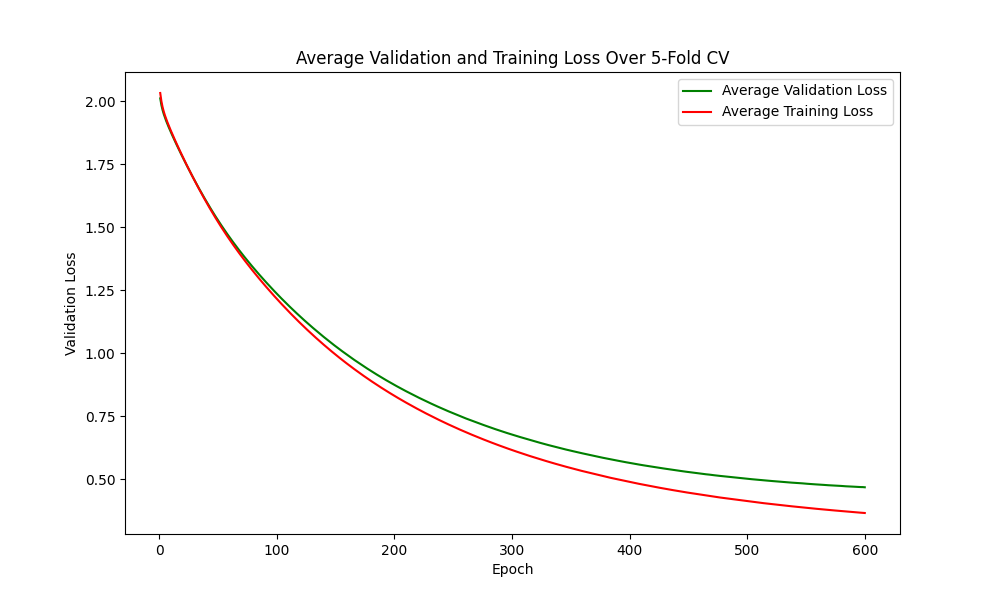 Average Validation and Training Loss Over 5-Fold CV
Average Validation Loss
Average Training Loss
Validation Loss
2.00
1.75
1.50
1.25
1.00
0.75
0.50
0
100
200
300
400
500
600
Epoch